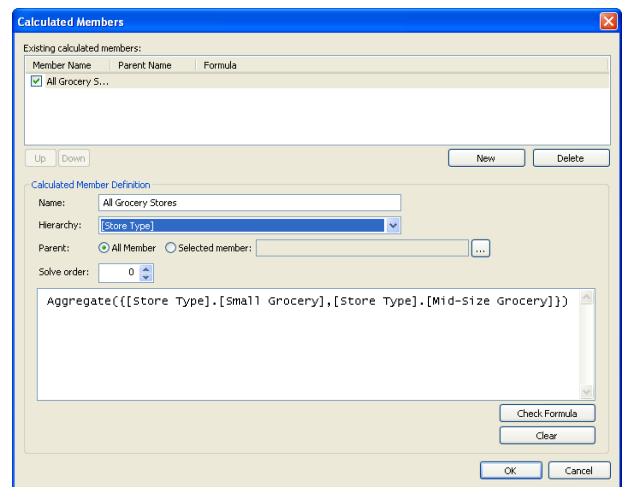 Calculated Members
Existing calculated members:
Member Name Parent Name Formula
All Grocery S...
Up Down New Delete
Calculated Member Definition
Name: All Grocery Stores
Hierarchy: [Store Type]
Parent: All Member Selected member: ...
Solve order: 0
Aggregate({[Store Type].[Small Grocery],[Store Type].[Mid-Size Grocery]})
Check Formula
Clear
OK Cancel